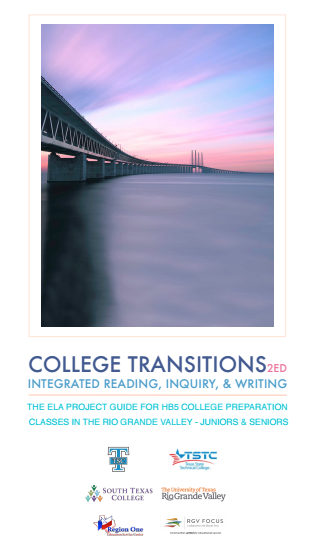 COLLEGE TRANSITIONS2ED
INTEGRATED READING, INQUIRY, & WRITING
THE ELA PROJECT GUIDE FOR HB5 COLLEGE PREPARATION
CLASSES IN THE RIO GRANDE VALLEY - JUNIORS & SENIORS
TSC
TSTC
Texas State
Technical College
SOUTH TEXAS
COLLEGE
The University of Texas
Rio Grande Valley
Region One
Education Service Center
RGV FOCUS